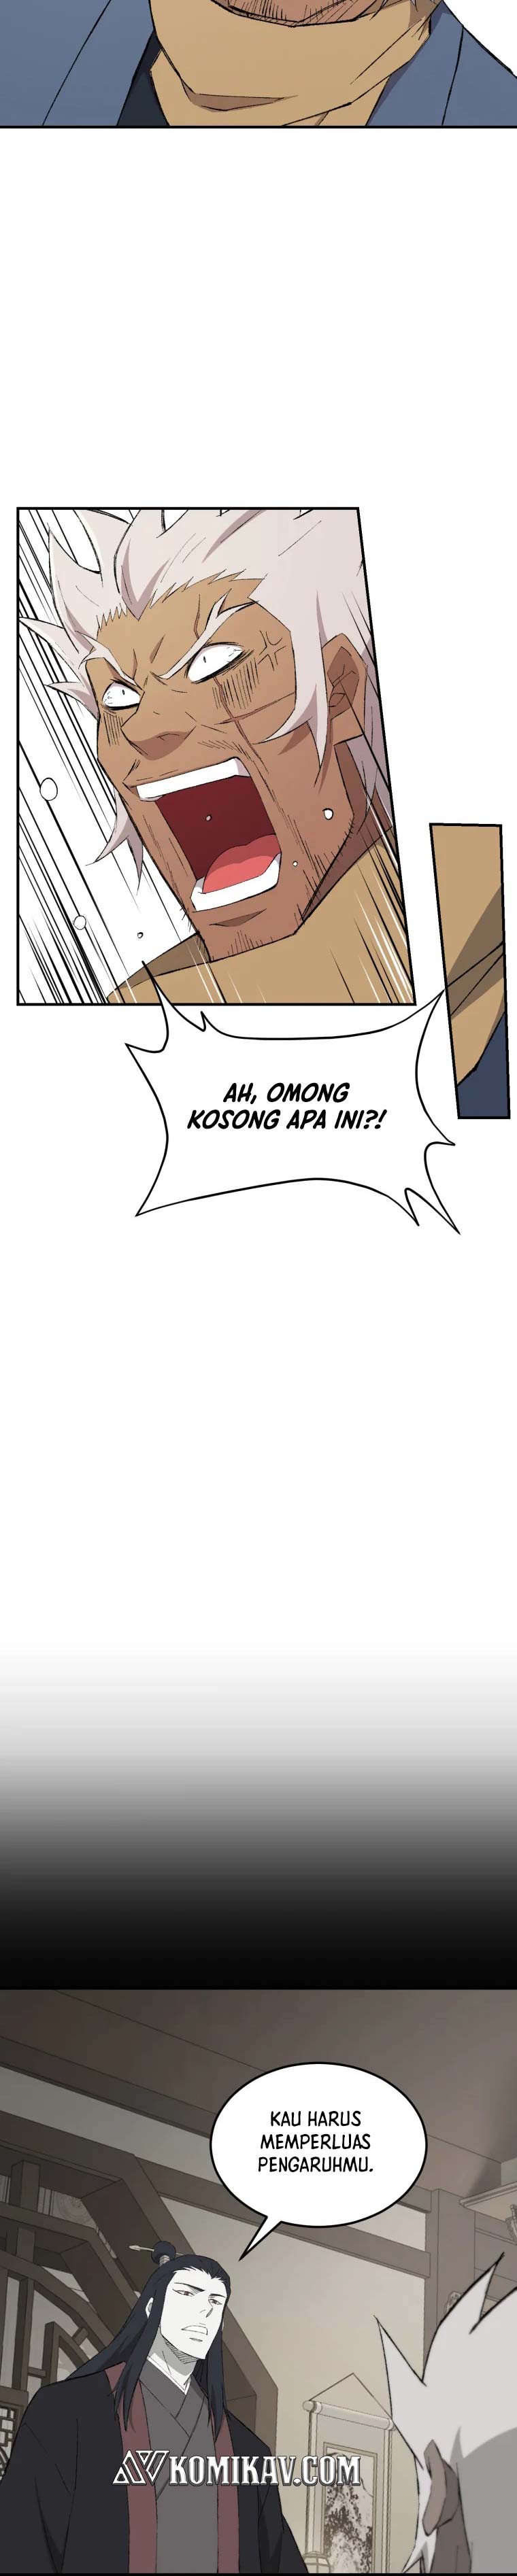 AH, OMONG
KOSONG APA INI?!
KAU HARUS
MEMPERLUAS
PENGARUHMU.
KOMIKAV.COM